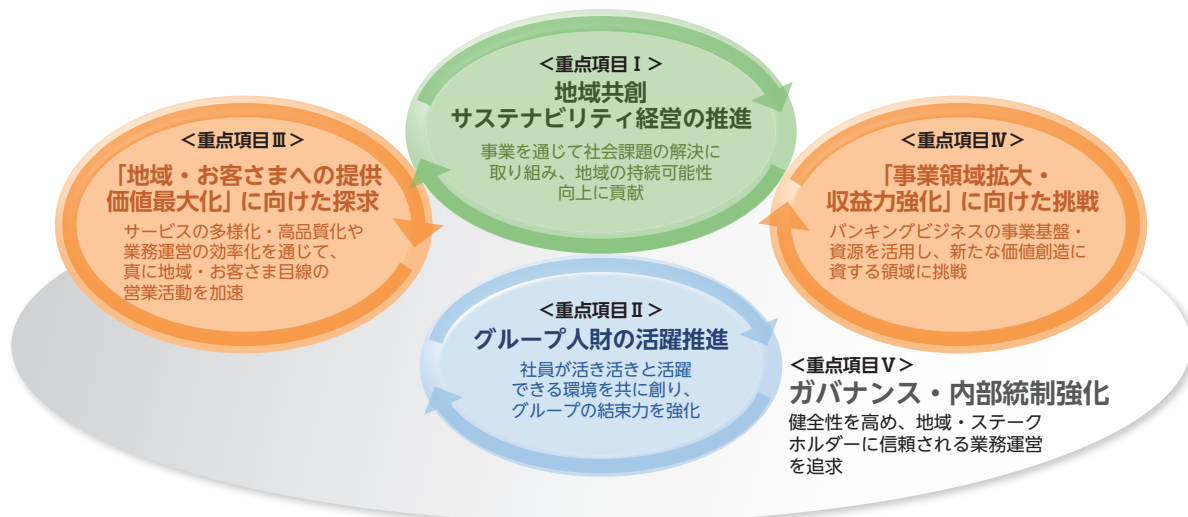 <重点項目Ⅰ>
地域共創
サステナビリティ経営の推進
事業を通じて社会課題の解決に
取り組み、地域の持続可能性
向上に貢献
<重点項目Ⅲ>
「地域・お客さまへの提供
価値最大化」に向けた探求
サービスの多様化・高品質化や
業務運営の効率化を通じて、
真に地域・お客さま目線の
営業活動を加速
<重点項目Ⅳ>
「事業領域拡大・
収益力強化」に向けた挑戦
バンキングビジネスの事業基盤・
資源を活用し、新たな価値創造に
資する領域に挑戦
<重点項目Ⅱ>
グループ人財の活躍推進
社員が活き活きと活躍
できる環境を共に創り、
グループの結束力を強化
<重点項目Ⅴ>
ガバナンス・内部統制強化
健全性を高め、地域・ステーク
ホルダーに信頼される業務運営
を追求